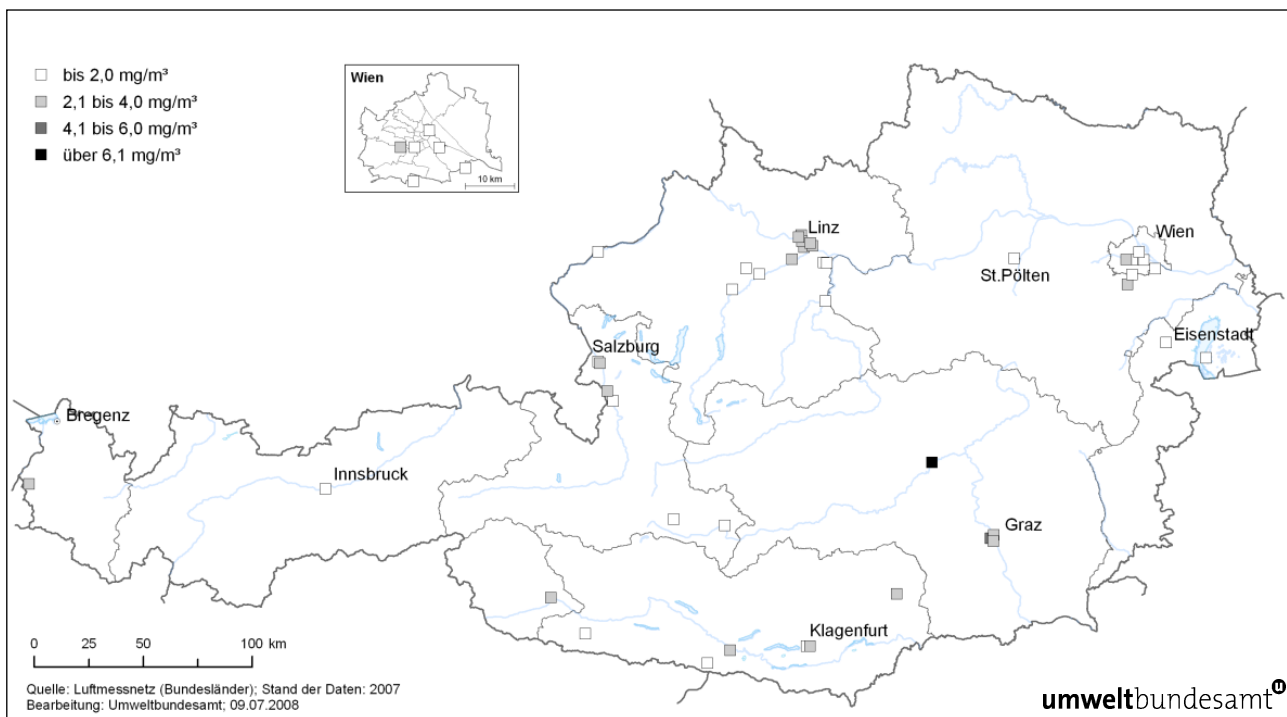 bis 2,0 mg/m³
2,1 bis 4,0 mg/m³
4,1 bis 6,0 mg/m³
über 6,1 mg/m³
Wien
10 km
Linz
Wien
St.Pölten
Eisenstadt
Salzburg
Bregenz
Innsbruck
Graz
Klagenfurt
0 25 50 100 km
Quelle: Luftmessnetz (Bundesländer); Stand der Daten: 2007
Bearbeitung: Umweltbundesamt; 09.07.2008
umweltbundesamt U